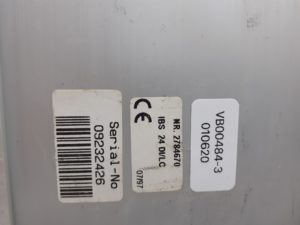 Serial-No
09232426
NR. 2784670
IBS 24 DI/LC
CE
07/97
VB00484-3
010620